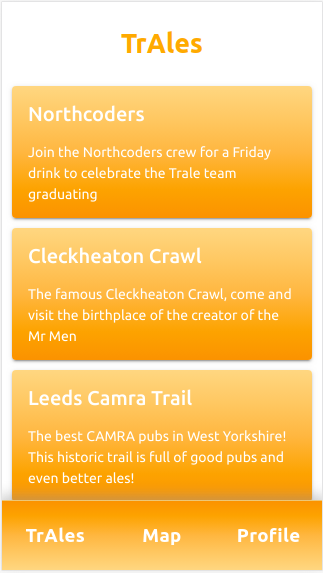 TrAles
Northcoders
Join the Northcoders crew for a Friday
drink to celebrate the Trale team
graduating
Cleckheaton Crawl
The famous Cleckheaton Crawl, come and
visit the birthplace of the creator of the
Mr Men
Leeds Camra Trail
The best CAMRA pubs in West Yorkshire!
This historic trail is full of good pubs and
even better ales!
TrAles Map Profile